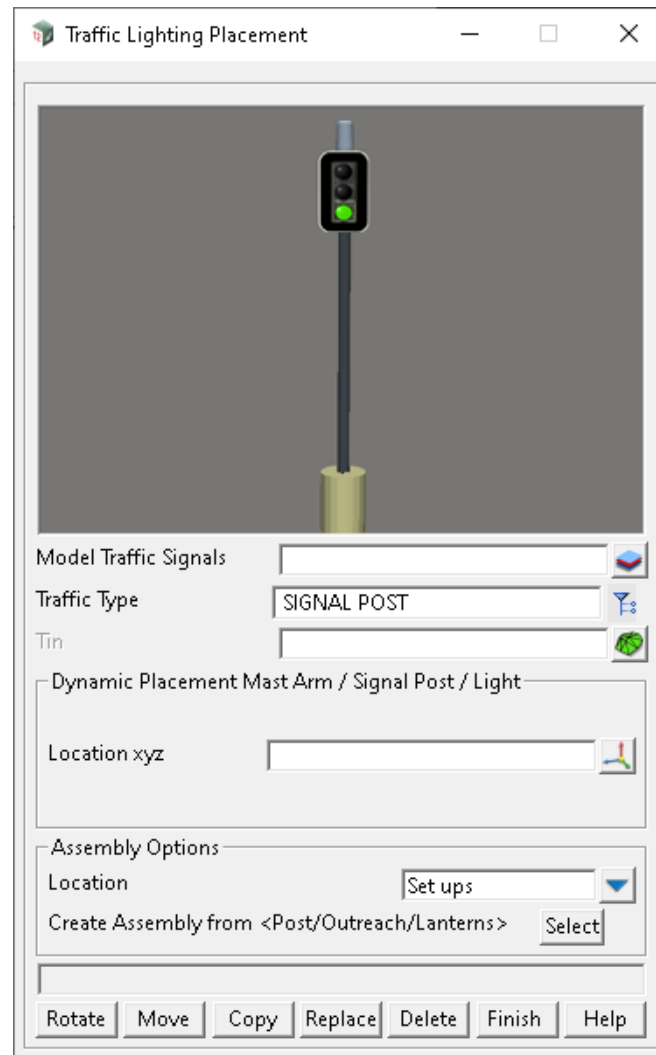 Traffic Lighting Placement
Model Traffic Signals
Traffic Type SIGNAL POST
Tin
Dynamic Placement Mast Arm / Signal Post / Light
Location xyz
Assembly Options
Location Set ups
Create Assembly from <Post/Outreach/Lanterns> Select
Rotate Move Copy Replace Delete Finish Help